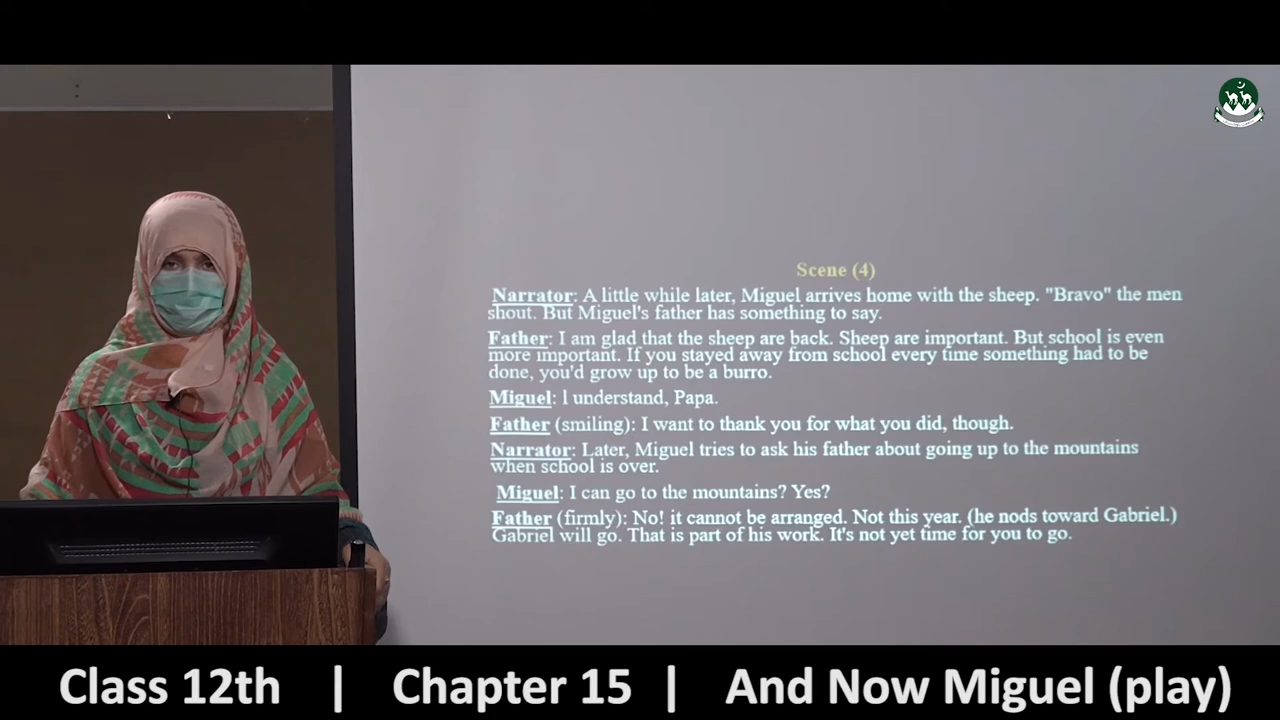 Scene (4)
Narrator: A little while later, Miguel arrives home with the sheep. "Bravo" the men
shout. But Miguel's father has something to say.
Father: I am glad that the sheep are back. Sheep are important. But school is even
more important. If you stayed away from school every time something had to be
done, you'd grow up to be a burro.
Miguel: l understand, Papa.
Father (smiling): I want to thank you for what you did, though.
Narrator: Later, Miguel tries to ask his father about going up to the mountains
when school is over.
Miguel: I can go to the mountains? Yes?
Father (firmly): No! it cannot be arranged. Not this year. (he nods toward Gabriel.)
Gabriel will go. That is part of his work. It's not yet time for you to go.
Class 12th | Chapter 15 | And Now Miguel (play)